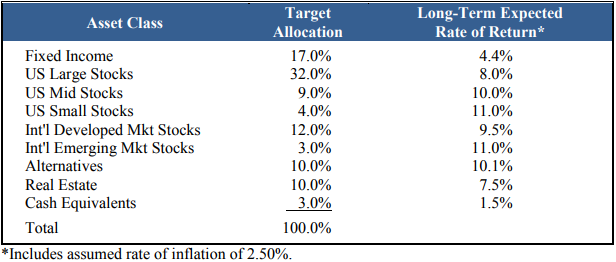 Asset Class Target Allocation Long-Term Expected Rate of Return*
Fixed Income 17.0% 4.4%
US Large Stocks 32.0% 8.0%
US Mid Stocks 9.0% 10.0%
US Small Stocks 4.0% 11.0%
Int'l Developed Mkt Stocks 12.0% 9.5%
Int'l Emerging Mkt Stocks 3.0% 11.0%
Alternatives 10.0% 10.1%
Real Estate 10.0% 7.5%
Cash Equivalents 3.0% 1.5%
Total 100.0%
*Includes assumed rate of inflation of 2.50%.